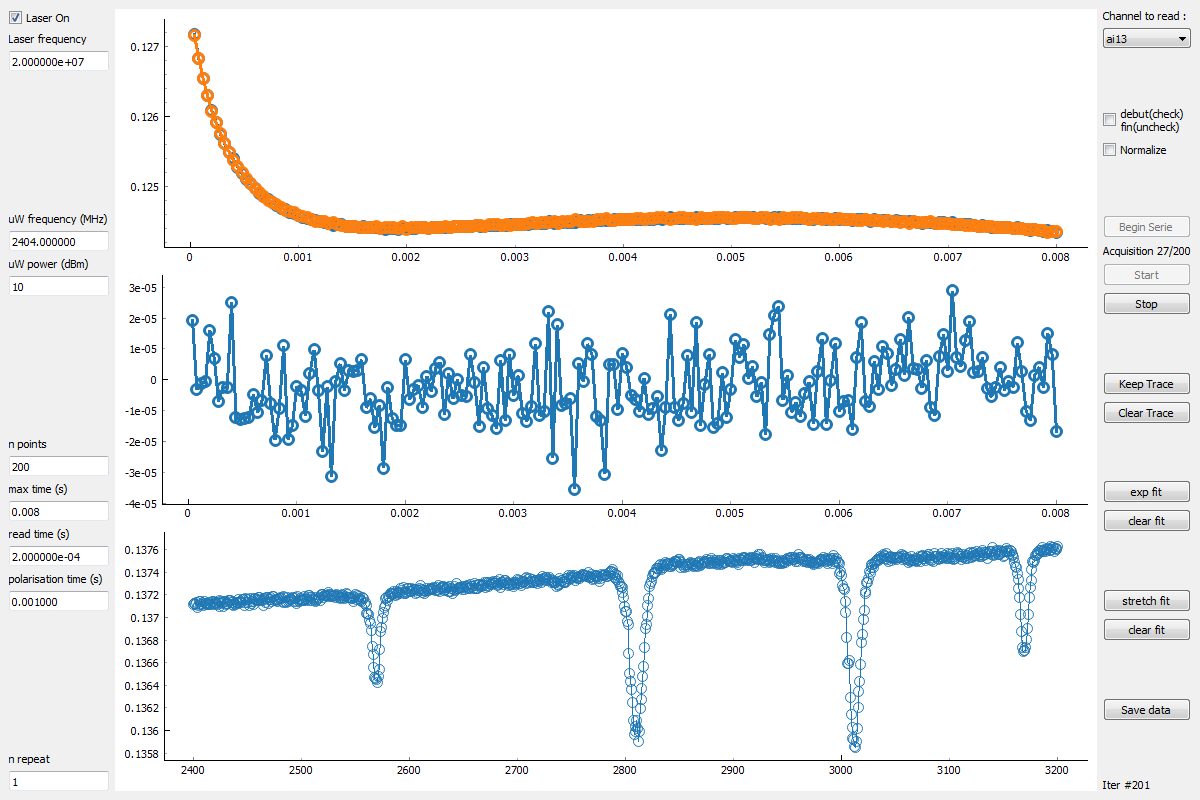 Laser On
Laser frequency
2.000000e+07
uW frequency (MHz)
2404.000000
uW power (dBm)
10
n points
200
max time (s)
0.008
read time (s)
2.000000e-04
polarisation time (s)
0.001000
n repeat
1
0.127
0.126
0.125
0 0.001 0.002 0.003 0.004 0.005 0.006 0.007 0.008
3e-05
2e-05
1e-05
0
-1e-05
-2e-05
-3e-05
-4e-05
0 0.001 0.002 0.003 0.004 0.005 0.006 0.007 0.008
0.1376
0.1374
0.1372
0.137
0.1368
0.1366
0.1364
0.1362
0.136
0.1358
2400 2500 2600 2700 2800 2900 3000 3100 3200
Channel to read :
ai13
debut(check)
fin(uncheck)
Normalize
Begin Serie
Acquisition 27/200
Start
Stop
Keep Trace
Clear Trace
exp fit
clear fit
stretch fit
clear fit
Save data
Iter #201